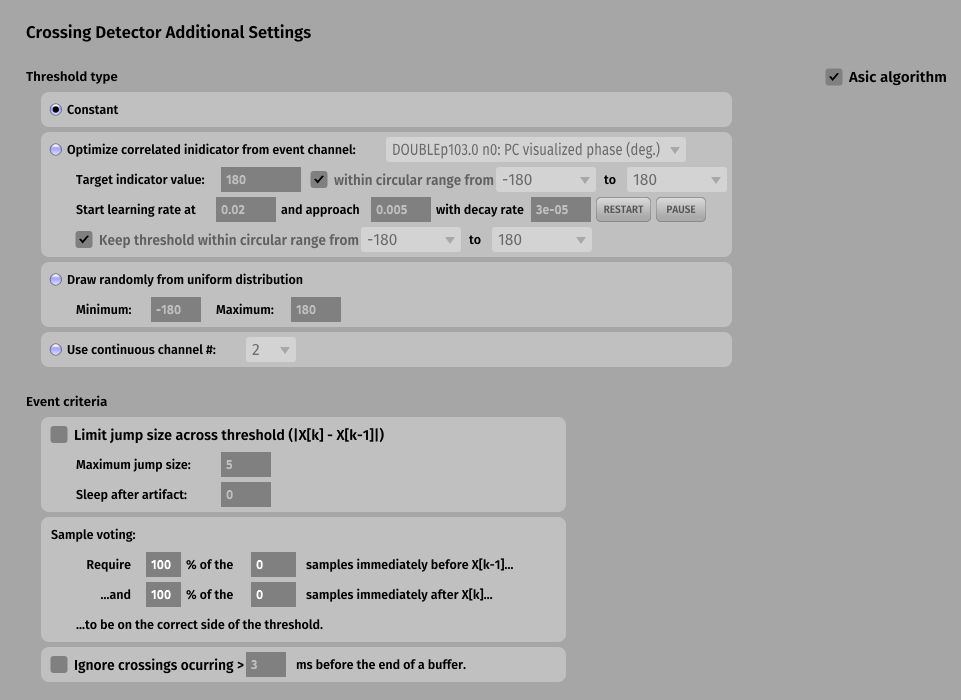 Crossing Detector Additional Settings
Threshold type
Asic algorithm
Constant
Optimize correlated inidicator from event channel: DOUBLEp103.0 n0: PC visualized phase (deg.)
Target indicator value: 180 within circular range from -180 to 180
Start learning rate at 0.02 and approach 0.005 with decay rate 3e-05 RESTART PAUSE
Keep threshold within circular range from -180 to 180
Draw randomly from uniform distribution
Minimum: -180 Maximum: 180
Use continuous channel #: 2
Event criteria
Limit jump size across threshold (|X[k] - X[k-1]|)
Maximum jump size: 5
Sleep after artifact: 0
Sample voting:
Require 100 % of the 0 samples immediately before X[k-1]...
...and 100 % of the 0 samples immediately after X[k]...
...to be on the correct side of the threshold.
Ignore crossings ocurring > 3 ms before the end of a buffer.